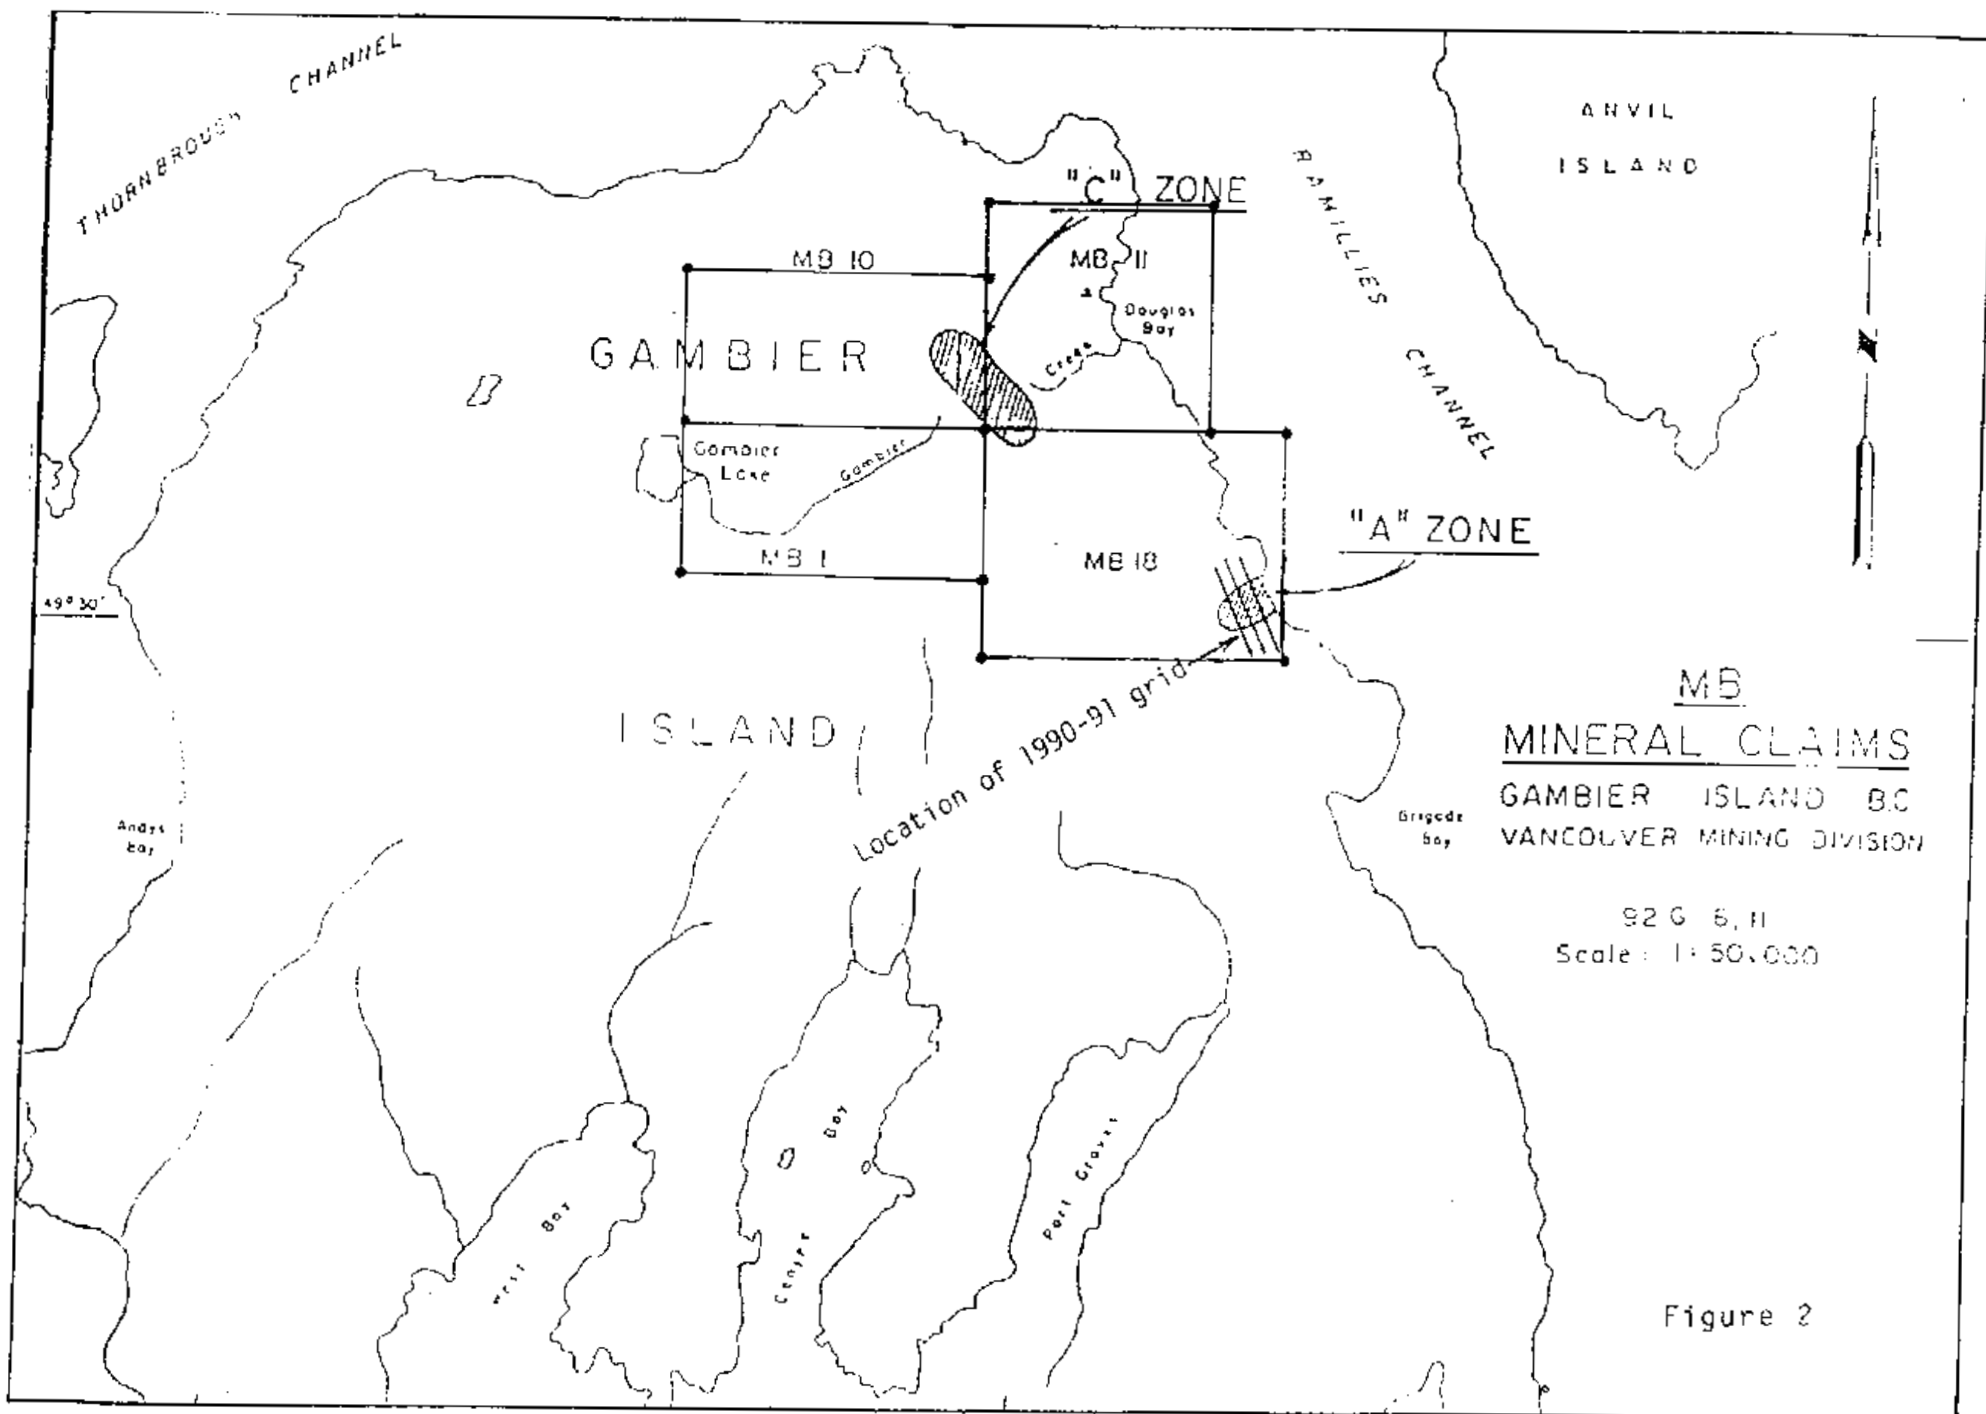 THORNBROUGH CHANNEL
ANVIL
ISLAND
RAMILLIES CHANNEL
"C" ZONE
MB 10
MB 11
Douglas
Bay
GAMBIER
Creek
Gambier
Lake
Gambier
"A" ZONE
MB 1
MB 18
49° 30'
N
ISLAND
Location of 1990-91 grid
MB
MINERAL CLAIMS
GAMBIER ISLAND B.C
VANCOUVER MINING DIVISION
Brigade
Bay
Andys
Bay
92 G 6, 11
Scale : 1: 50,000
West Bay
Centre Bay
Port Graves
Figure 2